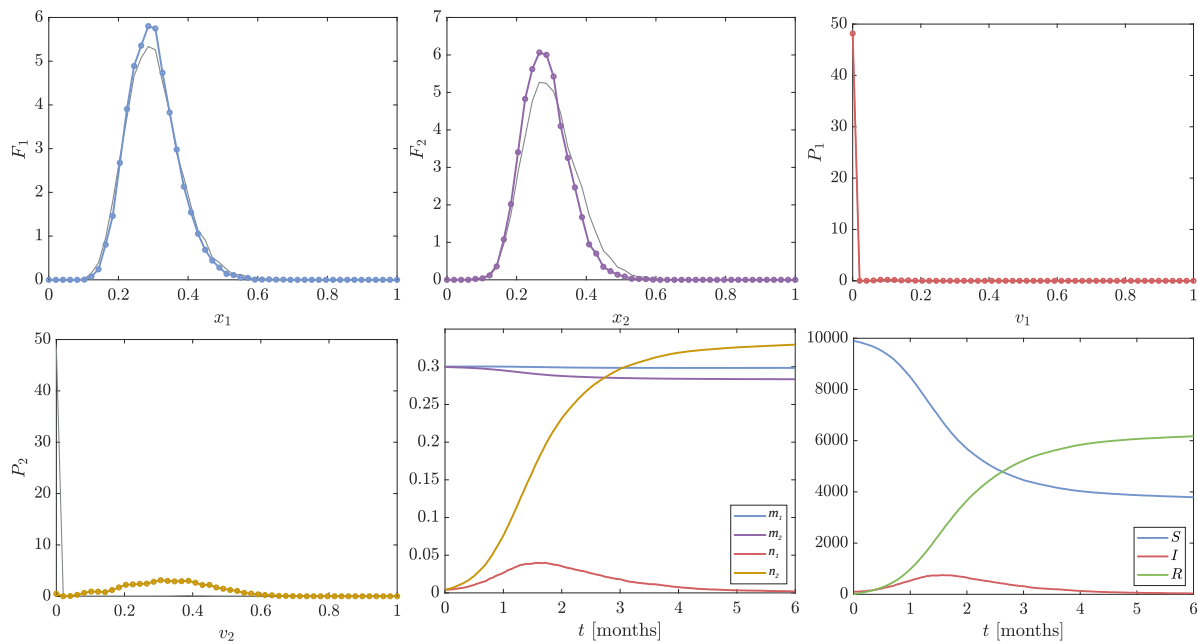 F₁
6
5
4
3
2
1
0
0 0.2 0.4 0.6 0.8 1
x₁
F₂
7
6
5
4
3
2
1
0
0 0.2 0.4 0.6 0.8 1
x₂
P₁
50
40
30
20
10
0
0 0.2 0.4 0.6 0.8 1
v₁
P₂
50
40
30
20
10
0
0 0.2 0.4 0.6 0.8 1
v₂
0.3
0.25
0.2
0.15
0.1
0.05
0
m₁
m₂
n₁
n₂
0 1 2 3 4 5 6
t [months]
10000
8000
6000
4000
2000
0
S
I
R
0 1 2 3 4 5 6
t [months]